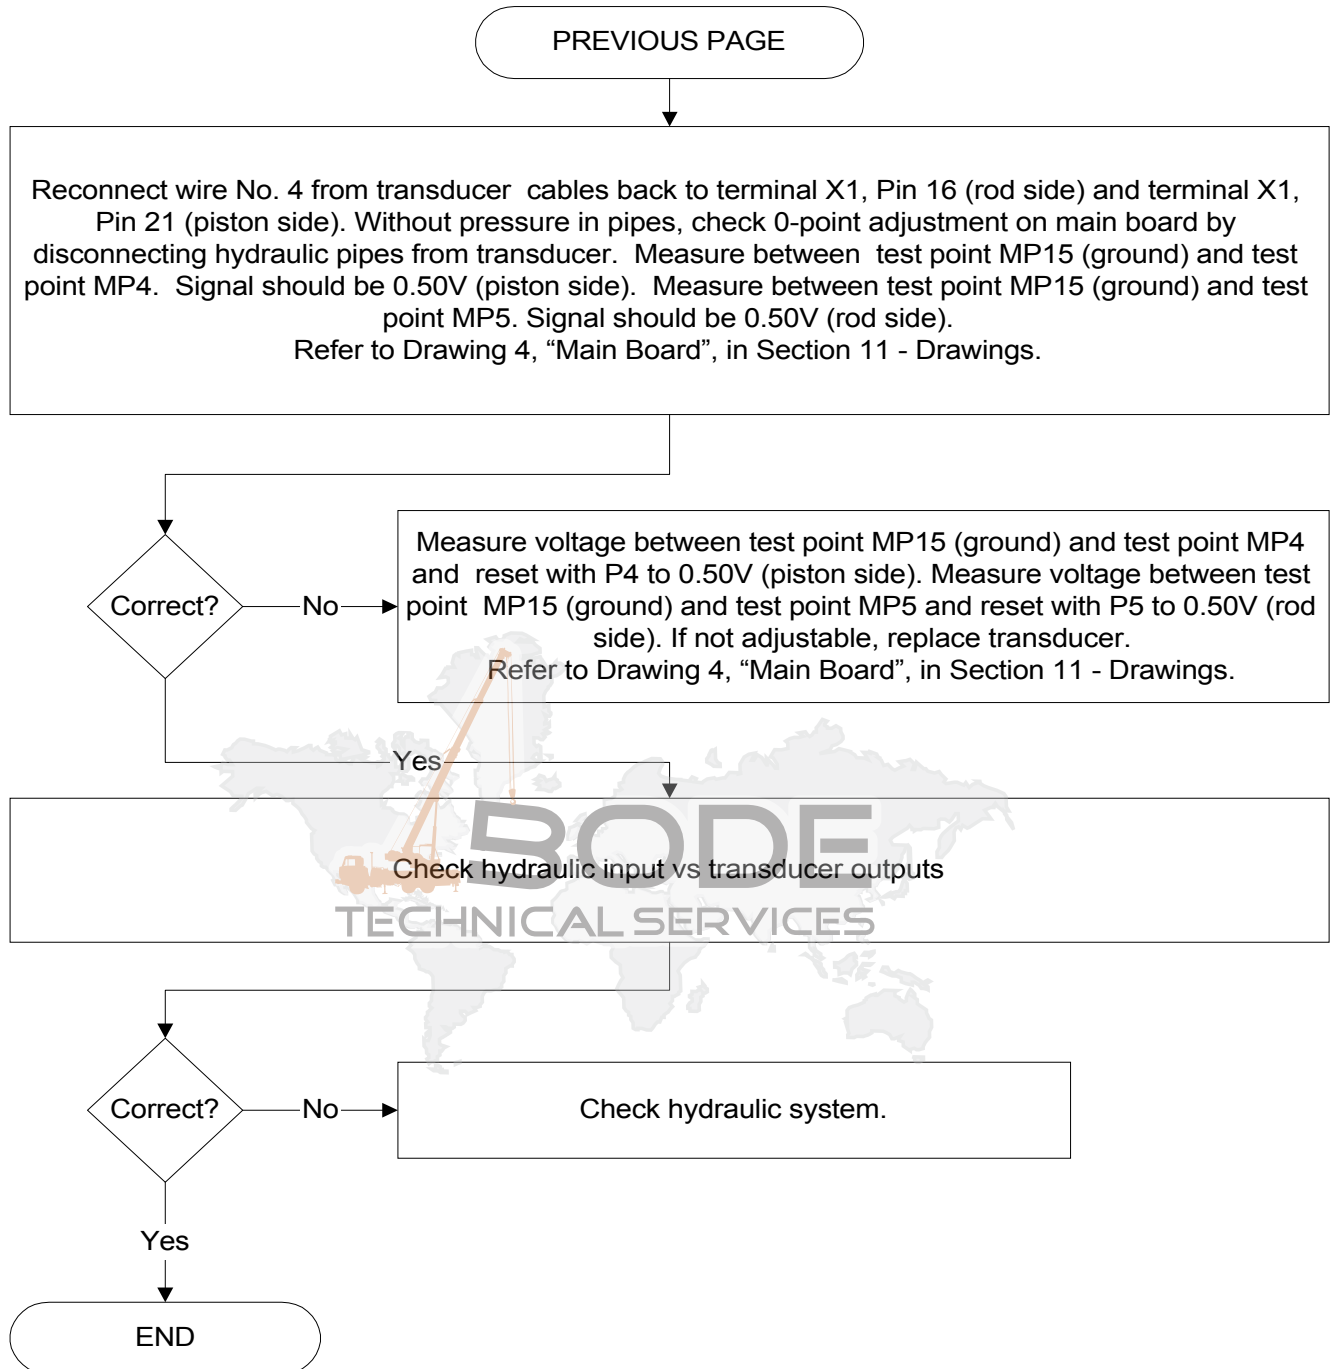 PREVIOUS PAGE
Reconnect wire No. 4 from transducer cables back to terminal X1, Pin 16 (rod side) and terminal X1,
Pin 21 (piston side). Without pressure in pipes, check 0-point adjustment on main board by
disconnecting hydraulic pipes from transducer. Measure between test point MP15 (ground) and test
point MP4. Signal should be 0.50V (piston side). Measure between test point MP15 (ground) and test
point MP5. Signal should be 0.50V (rod side).
Refer to Drawing 4, “Main Board”, in Section 11 - Drawings.
Correct?
No
Measure voltage between test point MP15 (ground) and test point MP4
and reset with P4 to 0.50V (piston side). Measure voltage between test
point MP15 (ground) and test point MP5 and reset with P5 to 0.50V (rod
side). If not adjustable, replace transducer.
Refer to Drawing 4, “Main Board”, in Section 11 - Drawings.
Yes
BODE
Check hydraulic input vs transducer outputs
TECHNICAL SERVICES
Correct?
No
Check hydraulic system.
Yes
END